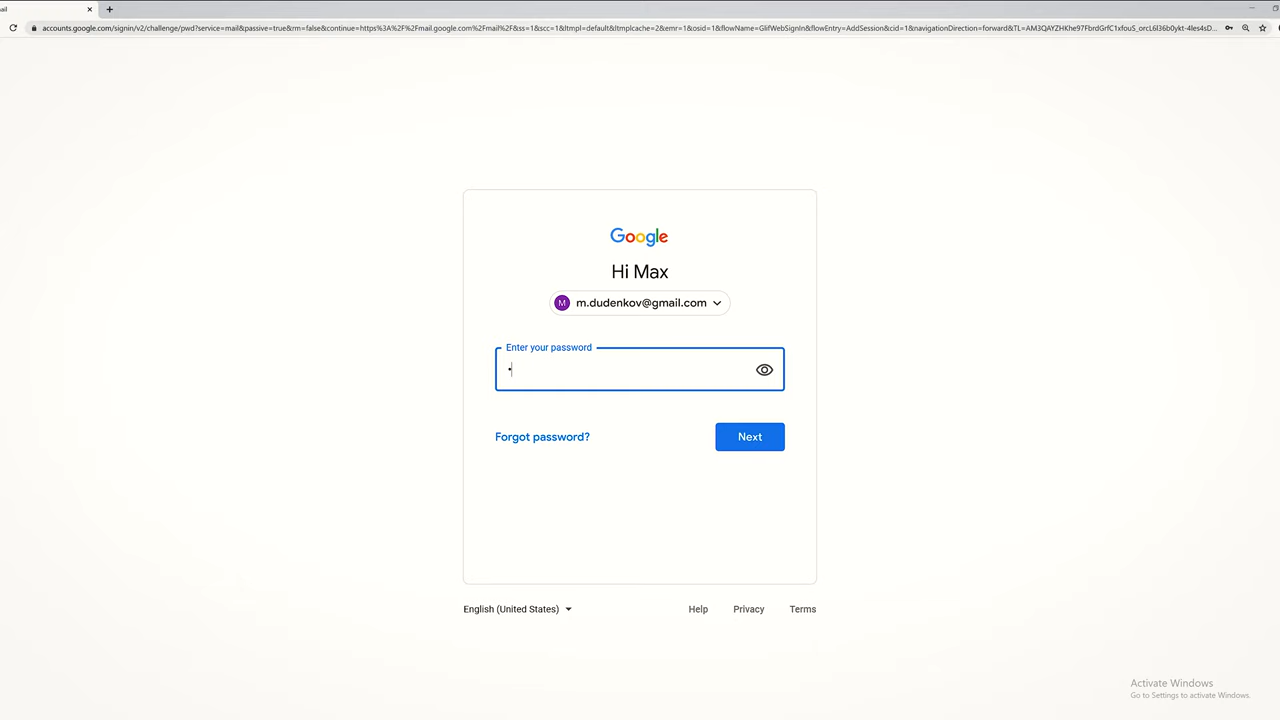 ail
accounts.google.com/signin/v2/challenge/pwd?service=mail&passive=true&rm=false&continue=https%3A%2F%2Fmail.google.com%2Fmail%2F&ss=1&scc=1&ltmpl=default&ltmplcache=2&emr=1&osid=1&flowName=GlifWebSignIn&flowEntry=AddSession&cid=1&navigationDirection=forward&TL=
Google
Hi Max
M m.dudenkov@gmail.com
Enter your password
Forgot password? Next
English (United States) Help Privacy Terms
Activate Windows
Go to Settings to activate Windows.